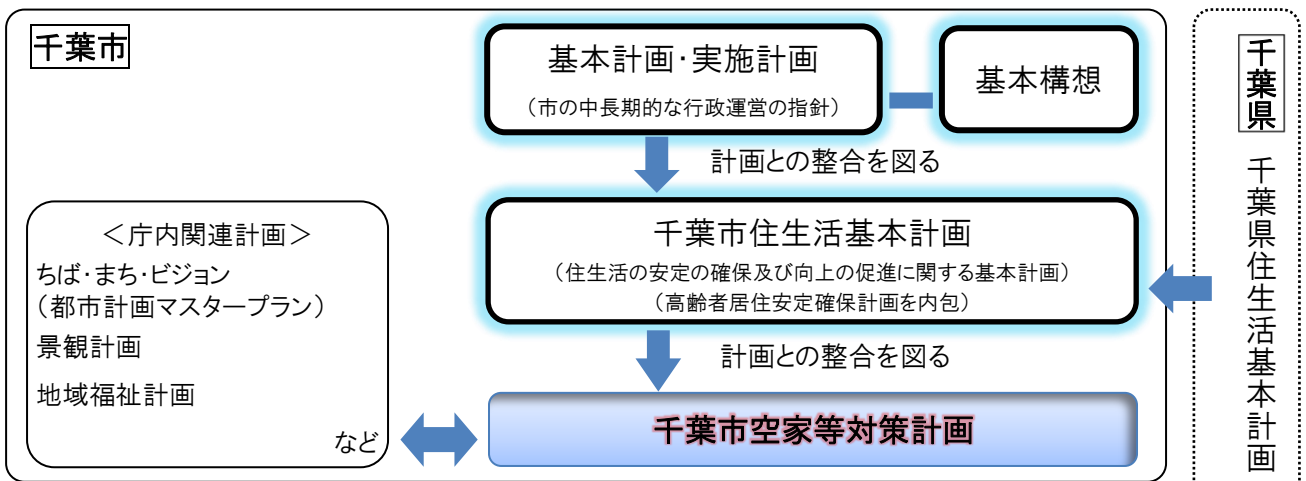 千葉市
基本計画・実施計画
（市の中長期的な行政運営の指針）
基本構想
計画との整合を図る
千葉市住生活基本計画
（住生活の安定の確保及び向上の促進に関する基本計画）
（高齢者居住安定確保計画を内包）
計画との整合を図る
千葉市空家等対策計画
＜庁内関連計画＞
ちば・まち・ビジョン
（都市計画マスタープラン）
景観計画
地域福祉計画
など
千葉県
千葉県住生活基本計画